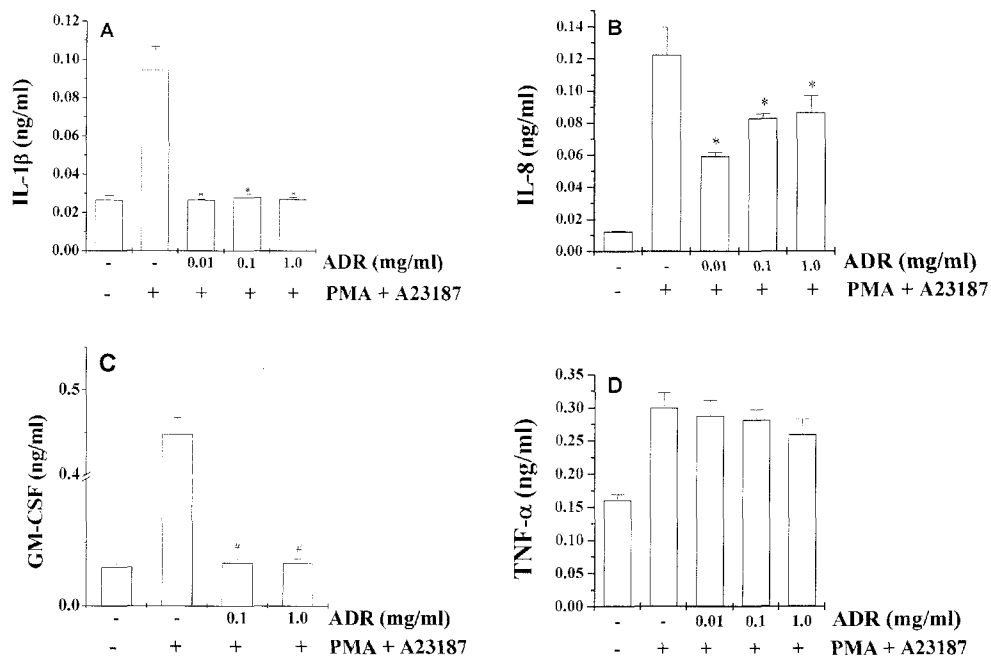 A
IL-1β (ng/ml)
0.12
0.10
0.08
0.06
0.04
0.02
0.00
* * *
- - 0.01 0.1 1.0 ADR (mg/ml)
- + + + + PMA + A23187
B
IL-8 (ng/ml)
0.14
0.12
0.10
0.08
0.06
0.04
0.02
0.00
* * *
- - 0.01 0.1 1.0 ADR (mg/ml)
- + + + + PMA + A23187
C
GM-CSF (ng/ml)
0.5
0.4
0.0
# #
- - 0.1 1.0 ADR (mg/ml)
- + + + PMA + A23187
D
TNF-α (ng/ml)
0.35
0.30
0.25
0.20
0.15
0.10
0.05
0.00
- - 0.01 0.1 1.0 ADR (mg/ml)
- + + + + PMA + A23187